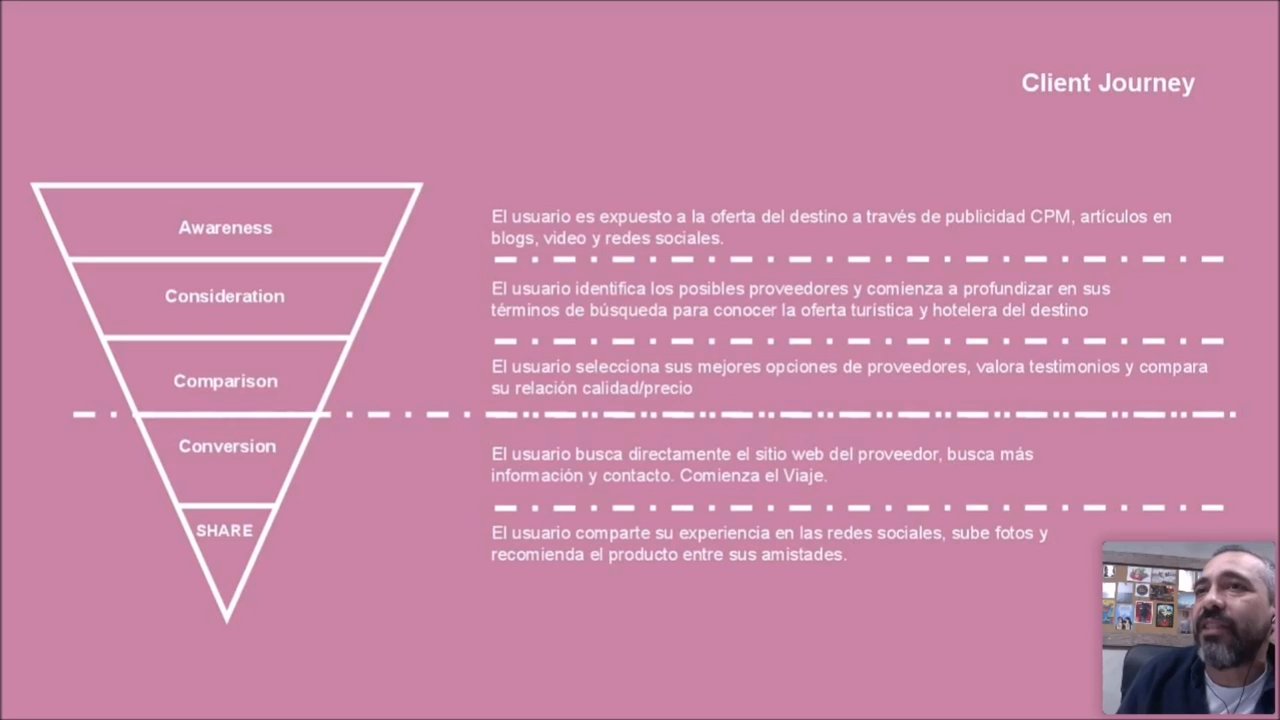 Client Journey
Awareness
El usuario es expuesto a la oferta del destino a través de publicidad CPM, artículos en
blogs, video y redes sociales.
Consideration
El usuario identifica los posibles proveedores y comienza a profundizar en sus
términos de búsqueda para conocer la oferta turística y hotelera del destino
Comparison
El usuario selecciona sus mejores opciones de proveedores, valora testimonios y compara
su relación calidad/precio
Conversion
El usuario busca directamente el sitio web del proveedor, busca más
información y contacto. Comienza el Viaje.
SHARE
El usuario comparte su experiencia en las redes sociales, sube fotos y
recomienda el producto entre sus amistades.